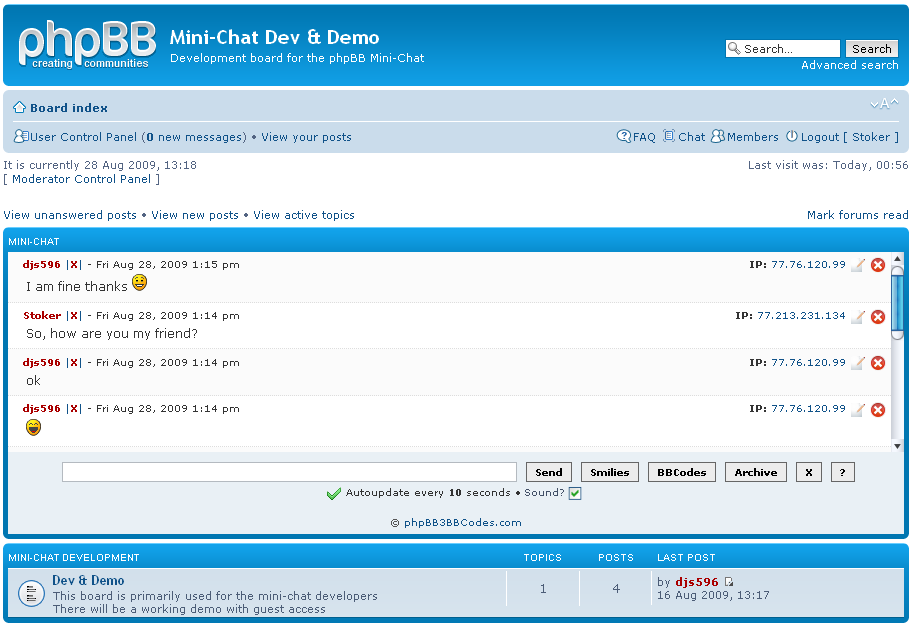 phpBB
creating communities
Mini-Chat Dev & Demo
Development board for the phpBB Mini-Chat
Search... Search
Advanced search
Board index
A
User Control Panel (0 new messages) • View your posts
FAQ Chat Members Logout [ Stoker ]
It is currently 28 Aug 2009, 13:18
Last visit was: Today, 00:56
[ Moderator Control Panel ]
View unanswered posts • View new posts • View active topics
Mark forums read
MINI-CHAT
djs596 |X| - Fri Aug 28, 2009 1:15 pm IP: 77.76.120.99
I am fine thanks
Stoker |X| - Fri Aug 28, 2009 1:14 pm IP: 77.213.231.134
So, how are you my friend?
djs596 |X| - Fri Aug 28, 2009 1:14 pm IP: 77.76.120.99
ok
djs596 |X| - Fri Aug 28, 2009 1:14 pm IP: 77.76.120.99
Send Smilies BBCodes Archive X ?
Autoupdate every 10 seconds • Sound?
© phpBB3BBCodes.com
MINI-CHAT DEVELOPMENT TOPICS POSTS LAST POST
Dev & Demo
This board is primarily used for the mini-chat developers
There will be a working demo with guest access
1 4
by djs596
16 Aug 2009, 13:17